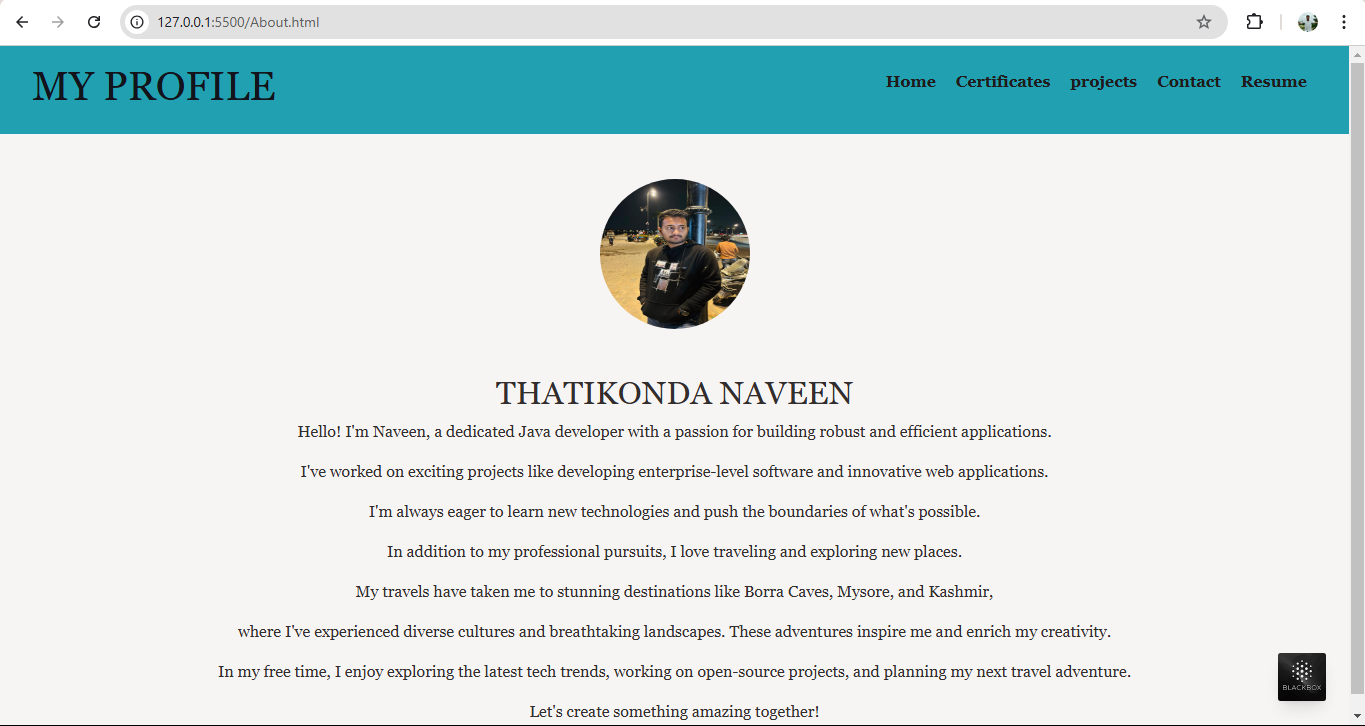 127.0.0.1:5500/About.html
MY PROFILE
Home Certificates projects Contact Resume
THATIKONDA NAVEEN
Hello! I'm Naveen, a dedicated Java developer with a passion for building robust and efficient applications.
I've worked on exciting projects like developing enterprise-level software and innovative web applications.
I'm always eager to learn new technologies and push the boundaries of what's possible.
In addition to my professional pursuits, I love traveling and exploring new places.
My travels have taken me to stunning destinations like Borra Caves, Mysore, and Kashmir,
where I've experienced diverse cultures and breathtaking landscapes. These adventures inspire me and enrich my creativity.
In my free time, I enjoy exploring the latest tech trends, working on open-source projects, and planning my next travel adventure.
BLACKBOX
Let's create something amazing together!